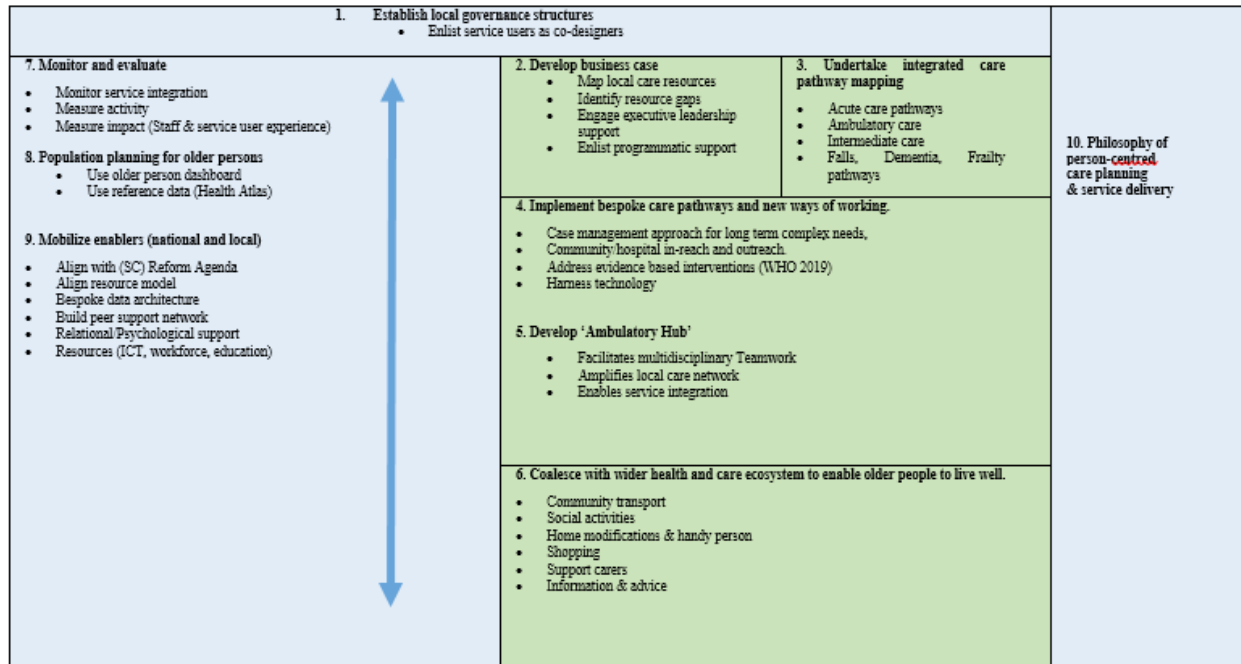 1. Establish local governance structures
• Enlist service users as co-designers
7. Monitor and evaluate
• Monitor service integration
• Measure activity
• Measure impact (Staff & service user experience)
8. Population planning for older persons
• Use older person dashboard
• Use reference data (Health Atlas)
9. Mobilize enablers (national and local)
• Align with (SC) Reform Agenda
• Align resource model
• Bespoke data architecture
• Build peer support network
• Relational/Psychological support
• Resources (ICT, workforce, education)
2. Develop business case
• Map local care resources
• Identify resource gaps
• Engage executive leadership
support
• Enlist programmatic support
3. Undertake integrated care
pathway mapping
• Acute care pathways
• Ambulatory care
• Intermediate care
• Falls, Dementia, Frailty
pathways
4. Implement bespoke care pathways and new ways of working.
• Case management approach for long term complex needs,
• Community/hospital in-reach and outreach.
• Address evidence based interventions (WHO 2019)
• Harness technology
5. Develop ‘Ambulatory Hub’
• Facilitates multidisciplinary Teamwork
• Amplifies local care network
• Enables service integration
6. Coalesce with wider health and care ecosystem to enable older people to live well.
• Community transport
• Social activities
• Home modifications & handy person
• Shopping
• Support carers
• Information & advice
10. Philosophy of
person-centred
care planning
& service delivery